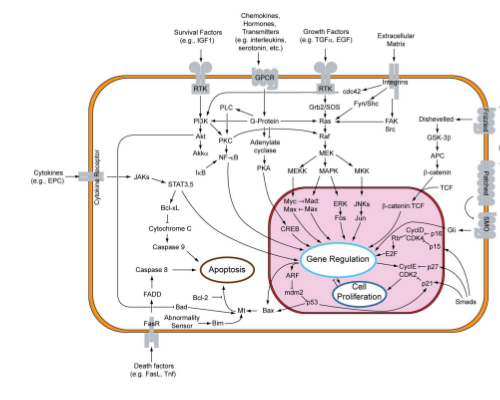 Chemokines,
Hormones,
Transmitters
(e.g. interleukins,
serotonin, etc.)
Survival Factors
(e.g., IGF1)
Growth Factors
(e.g. TGFα, EGF)
Extracellular
Matrix
RTK
GPCR
RTK
Integrins
cdc42
PLC
Grb2/SOS
Fyn/Shc
PI3K
G-Protein
Ras
FAK
Src
Dishevelled
Frizzled
Akt
PKC
Adenylate
cyclase
Raf
GSK-3β
Akkα
NF-κB
MEK
APC
IκB
PKA
MEKK
MAPK
MKK
β-catenin
Patched
Cytokines
(e.g., EPC)
Cytokine Receptor
JAKs
STAT3,5
TCF
Myc:
Mad:
Max
Max
ERK
JNKs
Fos
Jun
β-catenin:TCF
Bcl-xL
CREB
CyclD
p16
Rb
CDK4
p15
Gli
SMO
Cytochrome C
E2F
Caspase 9
Gene Regulation
Caspase 8
Apoptosis
ARF
CyclE
p27
CDK2
p21
FADD
Bcl-2
mdm2
Cell
Proliferation
Bad
Mt
Bax
p53
Smads
FasR
Abnormality
Sensor
Bim
Death factors
(e.g. FasL, Tnf)